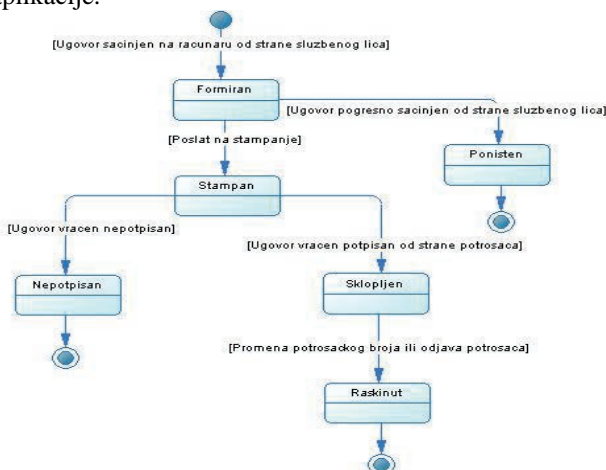 aplikacije.
[Ugovor sacinjen na racunaru od strane sluzbenog lica]
Formiran
[Ugovor pogresno sacinjen od strane sluzbenog lica]
[Poslat na stampanje]
Ponisten
Stampan
[Ugovor vracen nepotpisan]
[Ugovor vracen potpisan od strane potrosaca]
Nepotpisan
Sklopljen
[Promena potrosackog broja ili odjava potrosaca]
Raskinut